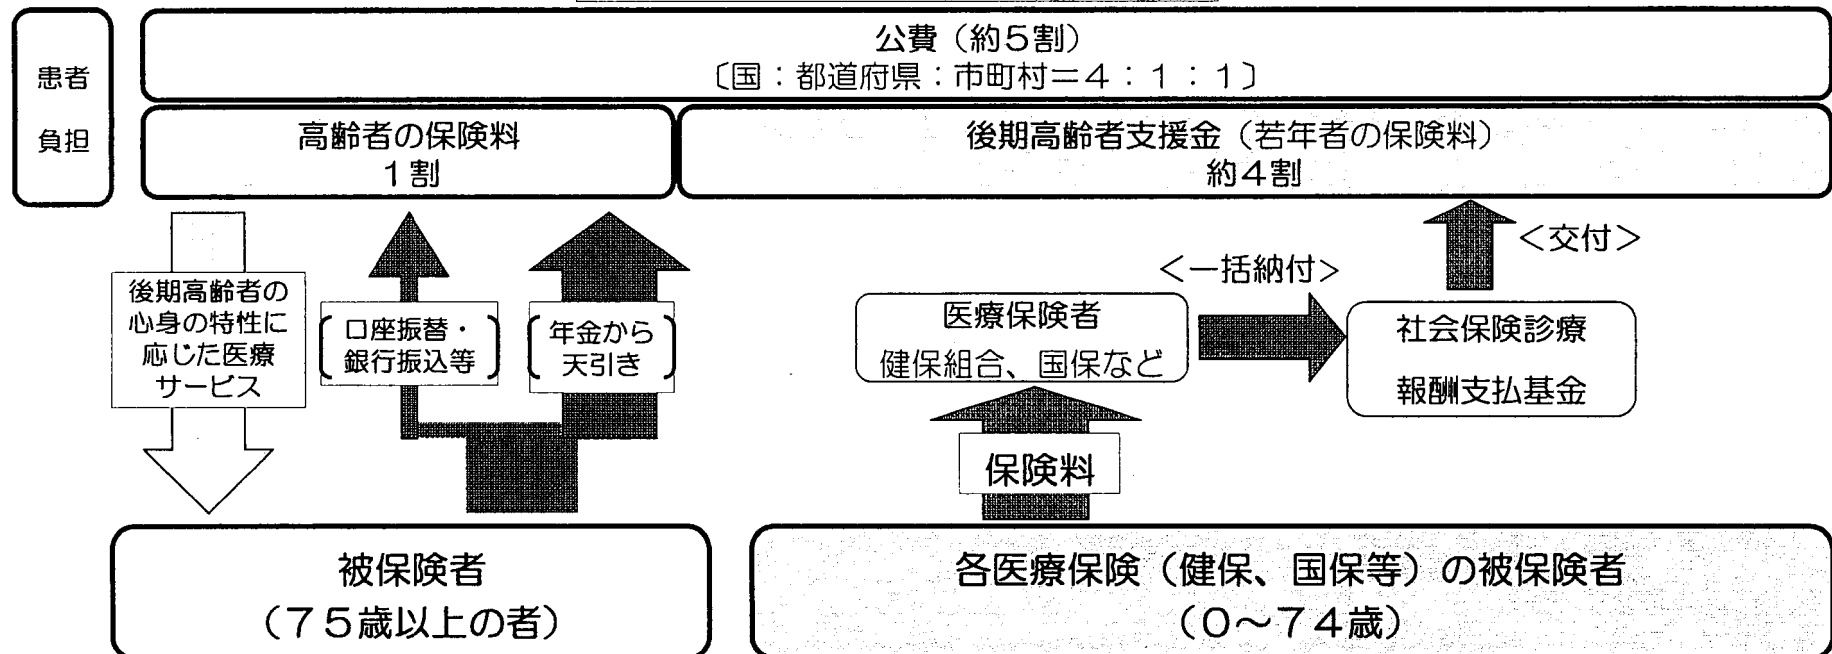 患者
負担
公費（約５割）
〔国：都道府県：市町村＝４：１：１〕
高齢者の保険料
１割
後期高齢者支援金（若年者の保険料）
約４割
後期高齢者の
心身の特性に
応じた医療
サービス
口座振替・
銀行振込等
年金から
天引き
医療保険者
健保組合、国保など
＜一括納付＞
＜交付＞
社会保険診療
報酬支払基金
保険料
被保険者
（７５歳以上の者）
各医療保険（健保、国保等）の被保険者
（０～７４歳）